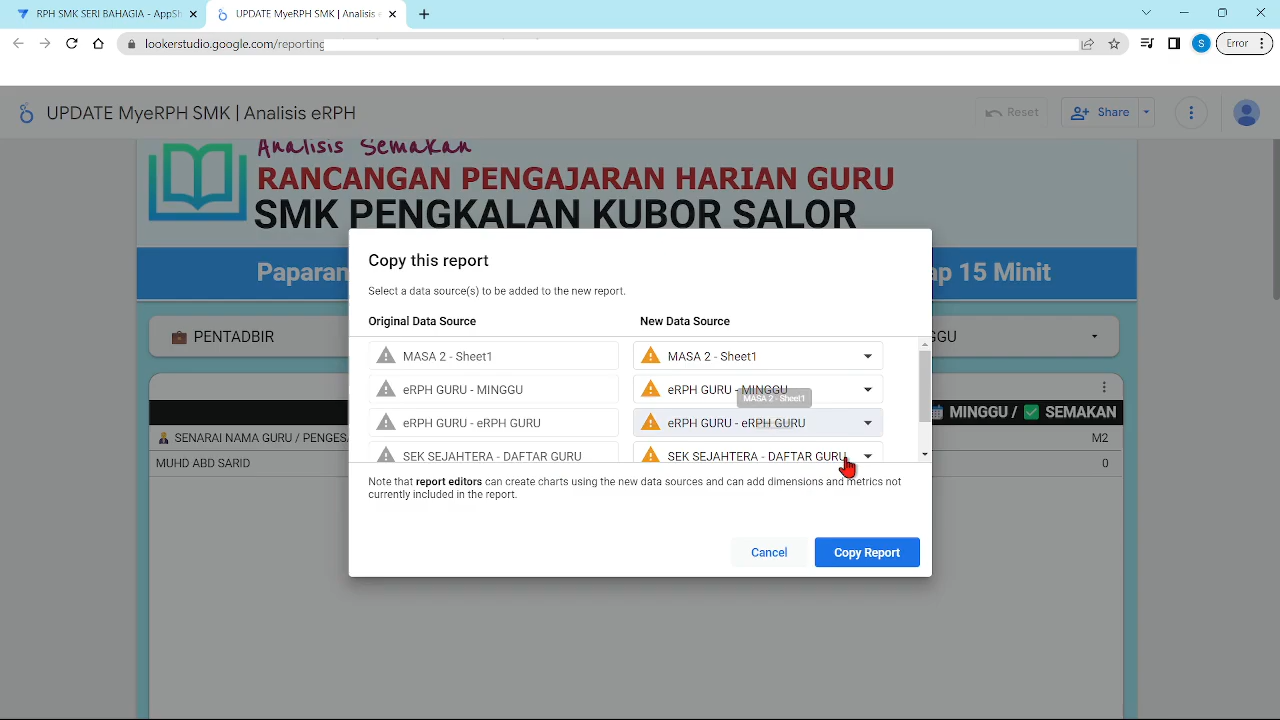 RPH SMK SERI BAHAGIA - AppSh
UPDATE MyeRPH SMK | Analisis e
lookerstudio.google.com/reporting
S
Error
UPDATE MyeRPH SMK | Analisis eRPH
Reset
Share
Analisis Semakan
RANCANGAN PENGAJARAN HARIAN GURU
SMK PENGKALAN KUBOR SALOR
Paparan
ap 15 Minit
PENTADBIR
GU
MINGGU / ✅ SEMAKAN
SENARAI NAMA GURU / PENGES
M2
MUHD ABD SARID
0
Copy this report
Select a data source(s) to be added to the new report.
Original Data Source
New Data Source
MASA 2 - Sheet1
MASA 2 - Sheet1
eRPH GURU - MINGGU
eRPH GURU - MINGGU
MASA 2 - Sheet1
eRPH GURU - eRPH GURU
eRPH GURU - eRPH GURU
SEK SEJAHTERA - DAFTAR GURU
SEK SEJAHTERA - DAFTAR GURU
Note that report editors can create charts using the new data sources and can add dimensions and metrics not
currently included in the report.
Cancel
Copy Report